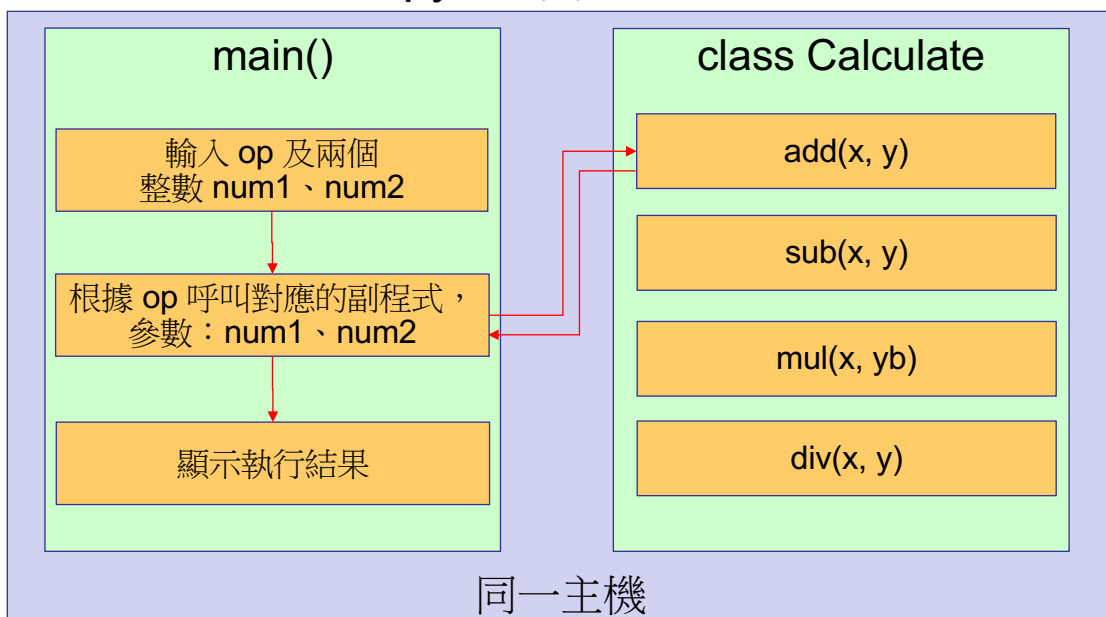 main()
輸入 op 及兩個
整數 num1、num2
根據 op 呼叫對應的副程式，
參數：num1、num2
顯示執行結果
class Calculate
add(x, y)
sub(x, y)
mul(x, yb)
div(x, y)
同一主機